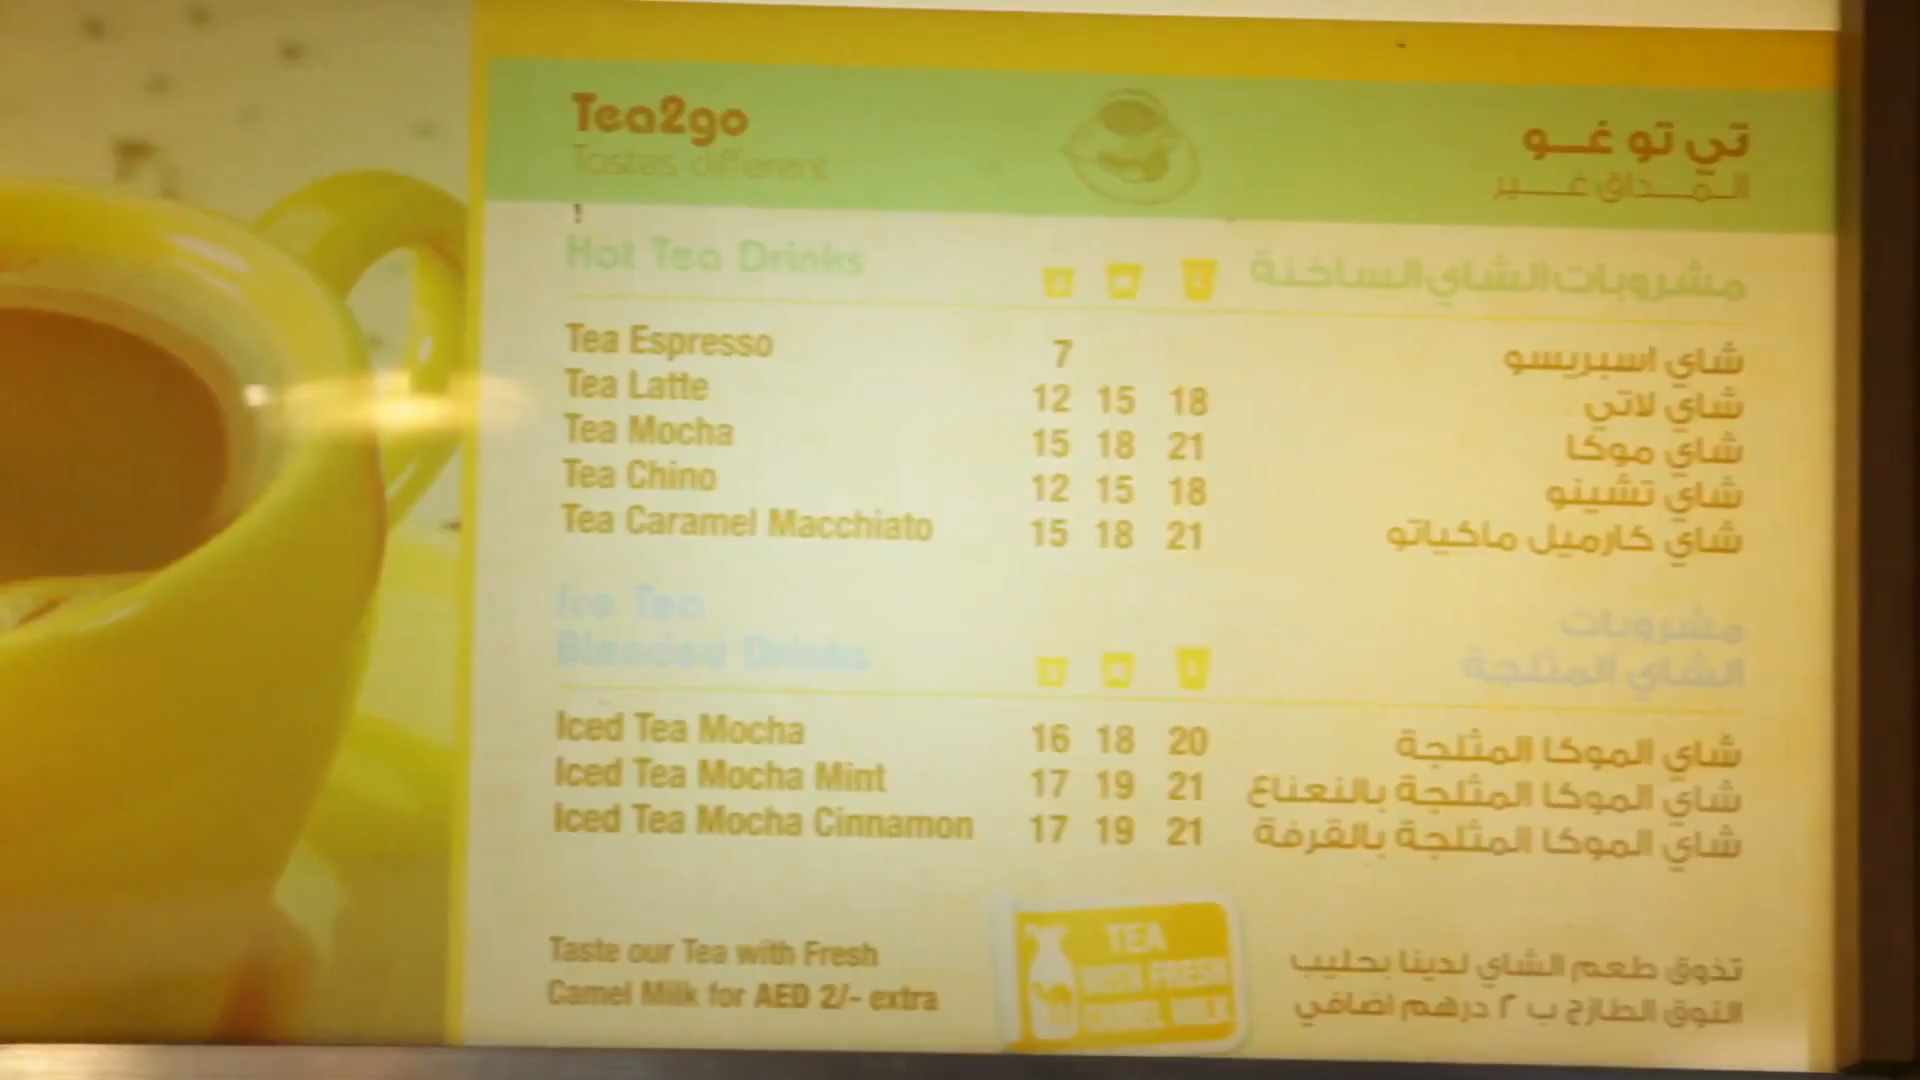 Tea2go
تي تو غـــو
Tastes different
المـــذاق غـــير
!
Hot Tea Drinks
مشروبات الشاي الساخنة
Tea Espresso 7 شاي اسبريسو
Tea Latte 12 15 18 شاي لاتي
Tea Mocha 15 18 21 شاي موكا
Tea Chino 12 15 18 شاي تشينو
Tea Caramel Macchiato 15 18 21 شاي كارميل ماكياتو
Ice Tea
Blended Drinks
مشروبات
الشاي المثلجة
Iced Tea Mocha 16 18 20 شاي الموكا المثلجة
Iced Tea Mocha Mint 17 19 21 شاي الموكا المثلجة بالنعناع
Iced Tea Mocha Cinnamon 17 19 21 شاي الموكا المثلجة بالقرفة
Taste our Tea with Fresh
Camel Milk for AED 2/- extra
TEA
WITH FRESH
CAMEL MILK
تذوق طعم الشاي لدينا بحليب
النوق الطازج ب ٢ درهم اضافي